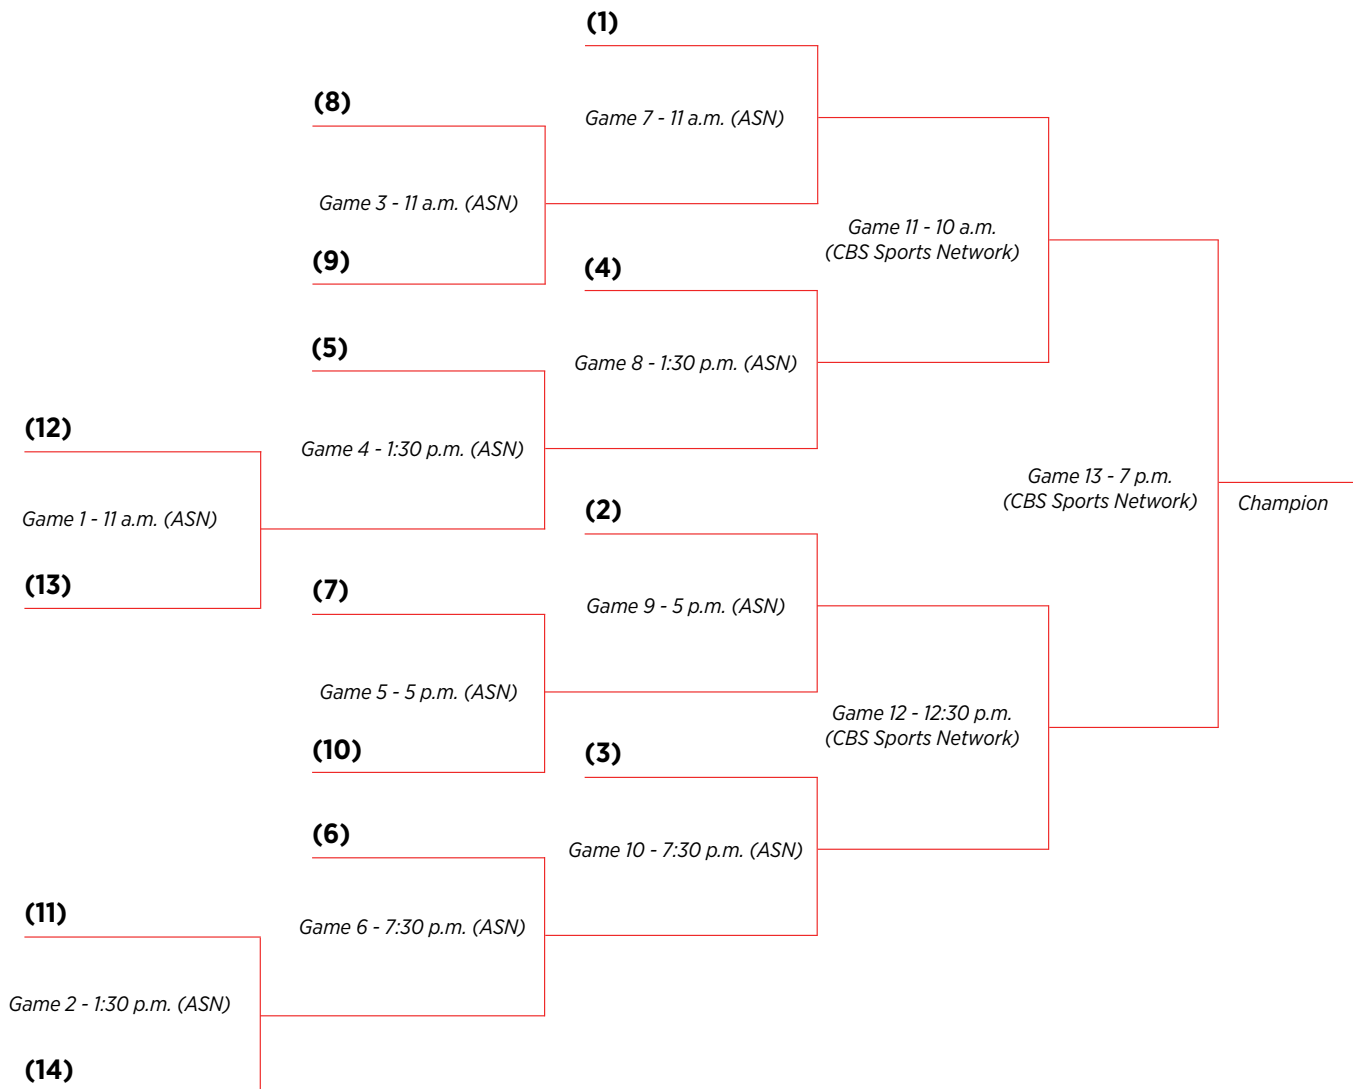 (1)
(8)
Game 7 - 11 a.m. (ASN)
Game 3 - 11 a.m. (ASN)
Game 11 - 10 a.m.
(CBS Sports Network)
(9)
(4)
(5)
Game 8 - 1:30 p.m. (ASN)
(12)
Game 4 - 1:30 p.m. (ASN)
Game 13 - 7 p.m.
(CBS Sports Network)
Champion
Game 1 - 11 a.m. (ASN)
(2)
(13)
(7)
Game 9 - 5 p.m. (ASN)
Game 5 - 5 p.m. (ASN)
Game 12 - 12:30 p.m.
(CBS Sports Network)
(10)
(3)
(6)
Game 10 - 7:30 p.m. (ASN)
(11)
Game 6 - 7:30 p.m. (ASN)
Game 2 - 1:30 p.m. (ASN)
(14)